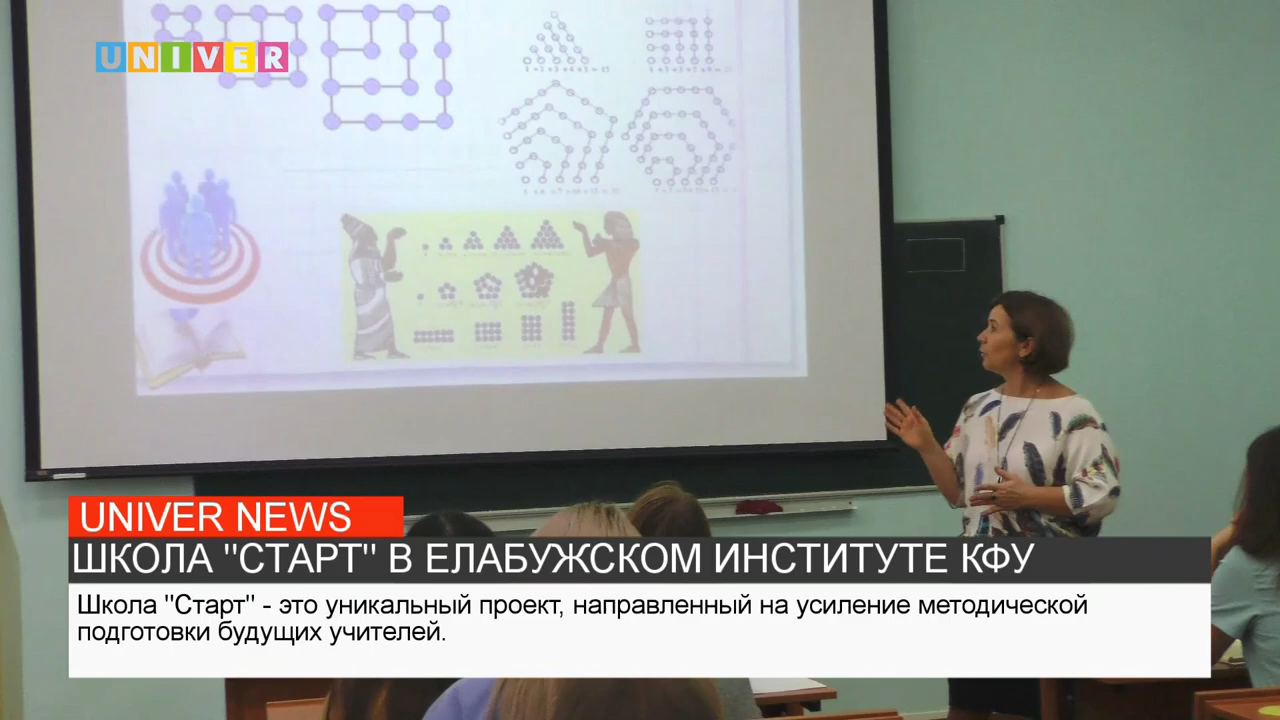 UNIVER
UNIVER NEWS
ШКОЛА "СТАРТ" В ЕЛАБУЖСКОМ ИНСТИТУТЕ КФУ
Школа "Старт" - это уникальный проект, направленный на усиление методической
подготовки будущих учителей.